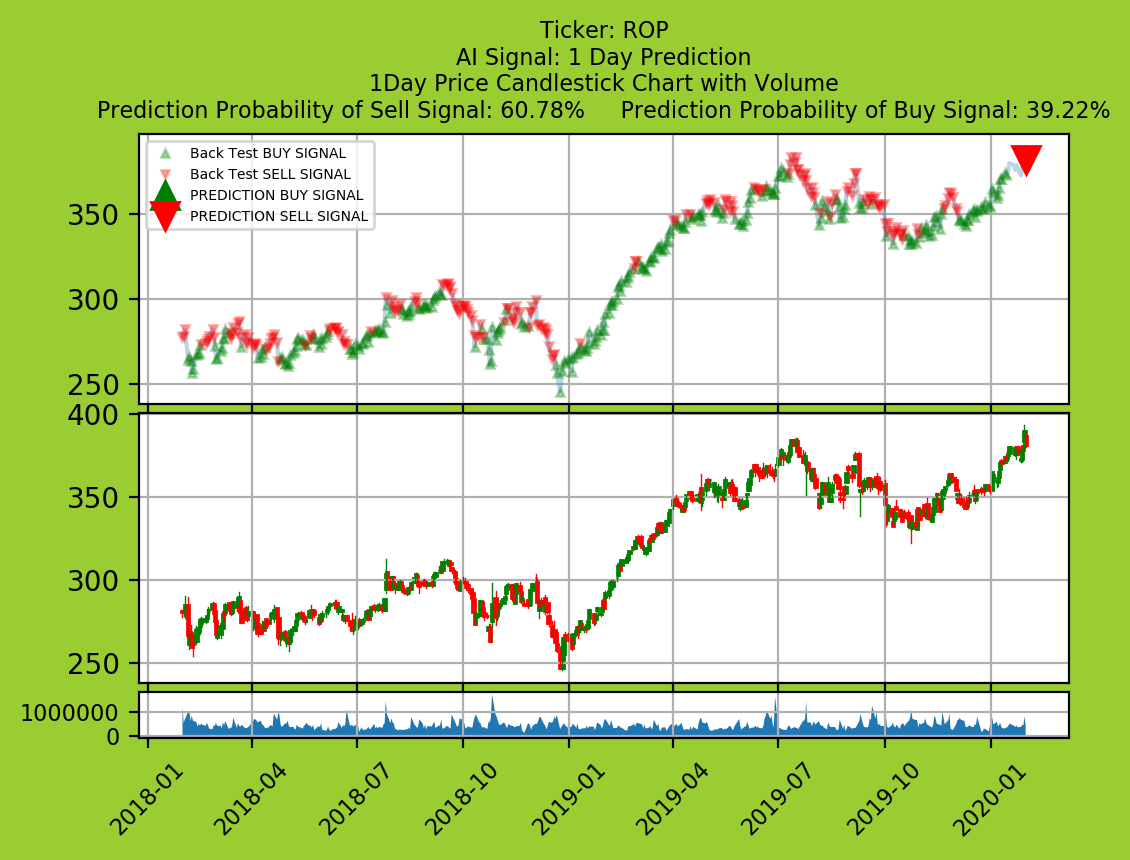 Ticker: ROP
AI Signal: 1 Day Prediction
1Day Price Candlestick Chart with Volume
Prediction Probability of Sell Signal: 60.78%     Prediction Probability of Buy Signal: 39.22%
Back Test BUY SIGNAL
Back Test SELL SIGNAL
PREDICTION BUY SIGNAL
PREDICTION SELL SIGNAL
350
300
250
400
350
300
250
1000000
0
2018-01
2018-04
2018-07
2018-10
2019-01
2019-04
2019-07
2019-10
2020-01